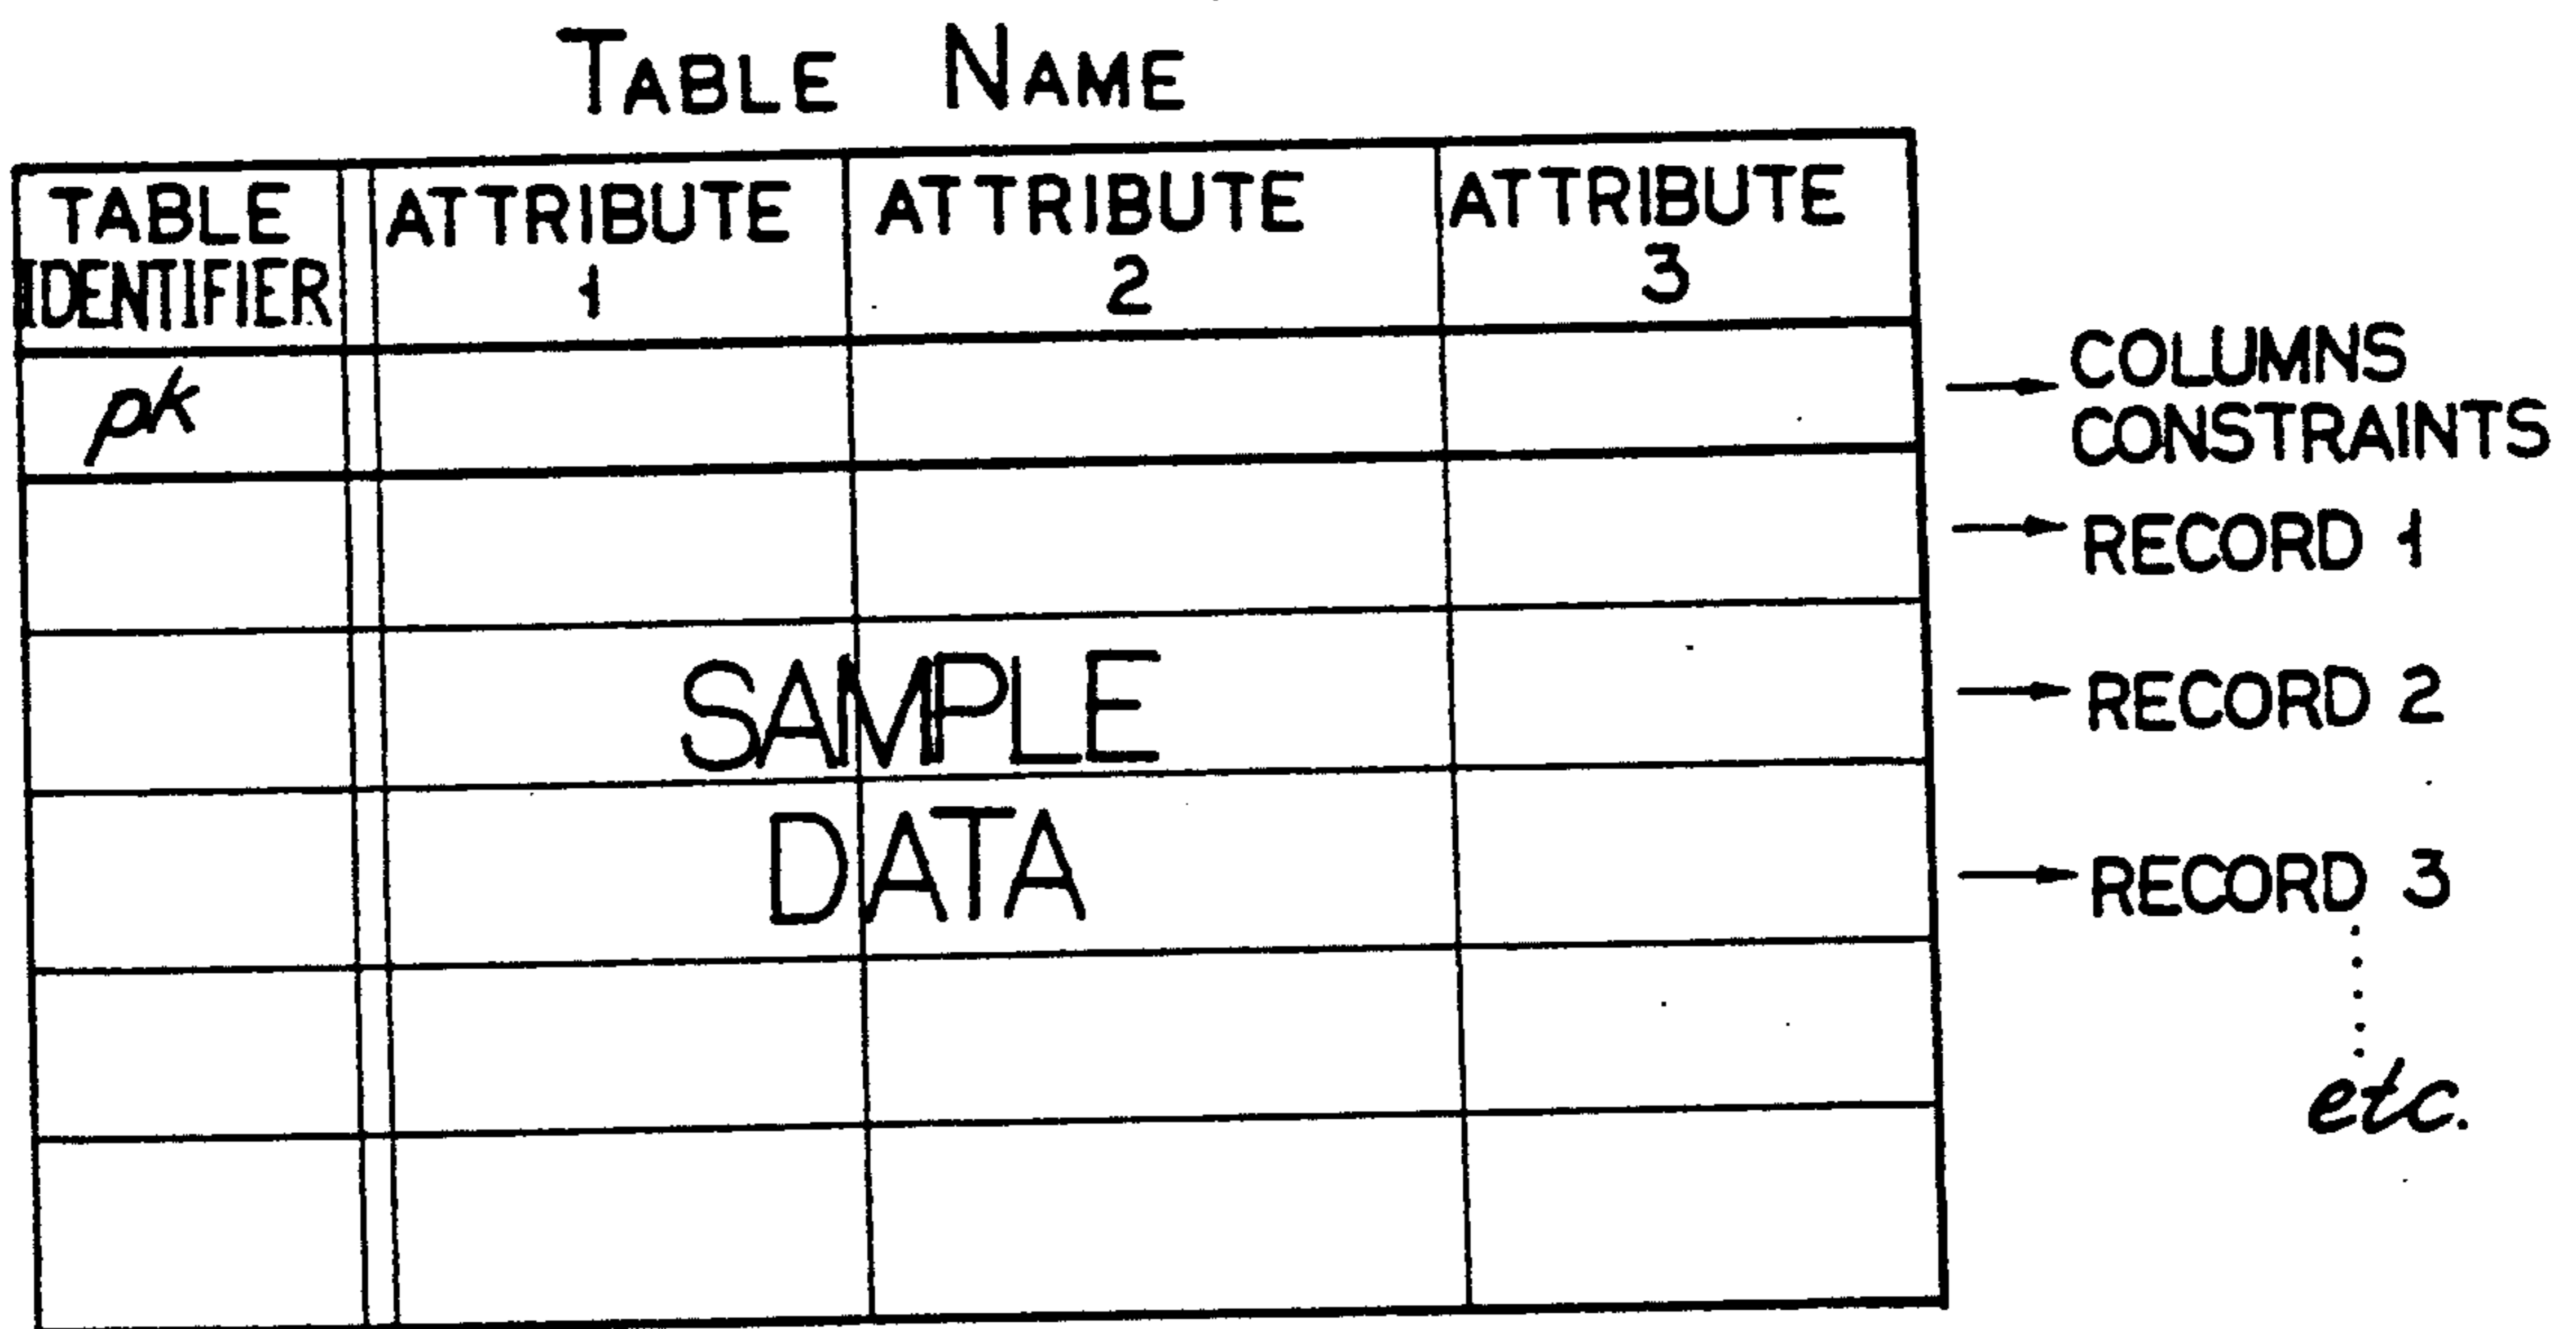 TABLE NAME
TABLE IDENTIFIER
ATTRIBUTE 1
ATTRIBUTE 2
ATTRIBUTE 3
pk
COLUMNS CONSTRAINTS
RECORD 1
SAMPLE
RECORD 2
DATA
RECORD 3
etc.